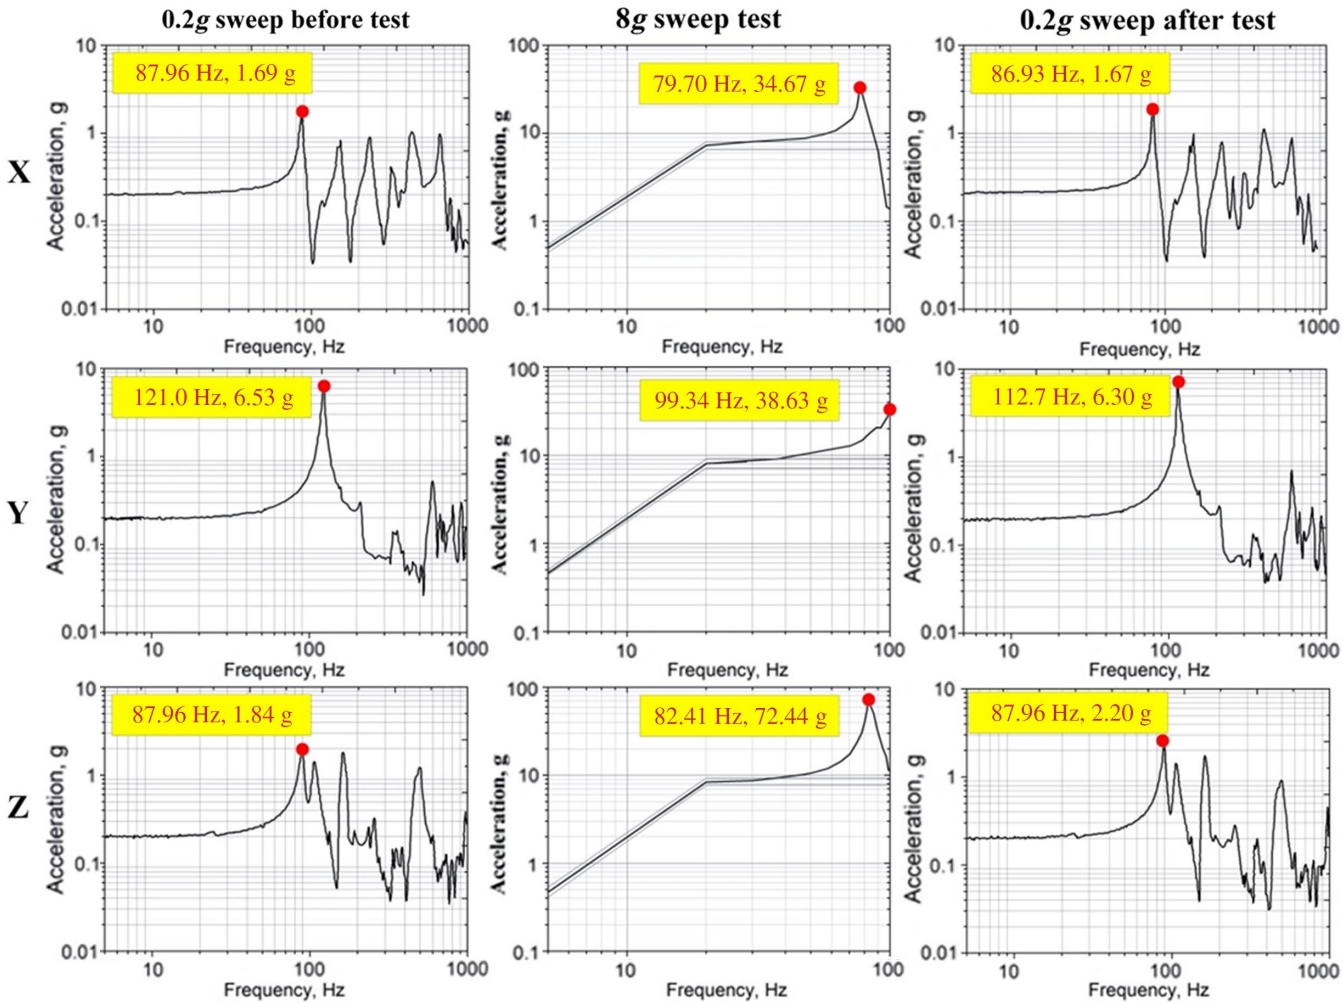 0.2g sweep before test
8g sweep test
0.2g sweep after test
X
Acceleration, g
10
1
0.1
0.01
87.96 Hz, 1.69 g
10
100
1000
Frequency, Hz
Acceleration, g
100
10
1
0.1
79.70 Hz, 34.67 g
10
100
Frequency, Hz
Acceleration, g
10
1
0.1
0.01
86.93 Hz, 1.67 g
10
100
1000
Frequency, Hz
Y
Acceleration, g
10
1
0.1
0.01
121.0 Hz, 6.53 g
10
100
1000
Frequency, Hz
Acceleration, g
100
10
1
0.1
99.34 Hz, 38.63 g
10
100
Frequency, Hz
Acceleration, g
10
1
0.1
0.01
112.7 Hz, 6.30 g
10
100
1000
Frequency, Hz
Z
Acceleration, g
10
1
0.1
0.01
87.96 Hz, 1.84 g
10
100
1000
Frequency, Hz
Acceleration, g
100
10
1
0.1
82.41 Hz, 72.44 g
10
100
Frequency, Hz
Acceleration, g
10
1
0.1
0.01
87.96 Hz, 2.20 g
10
100
1000
Frequency, Hz